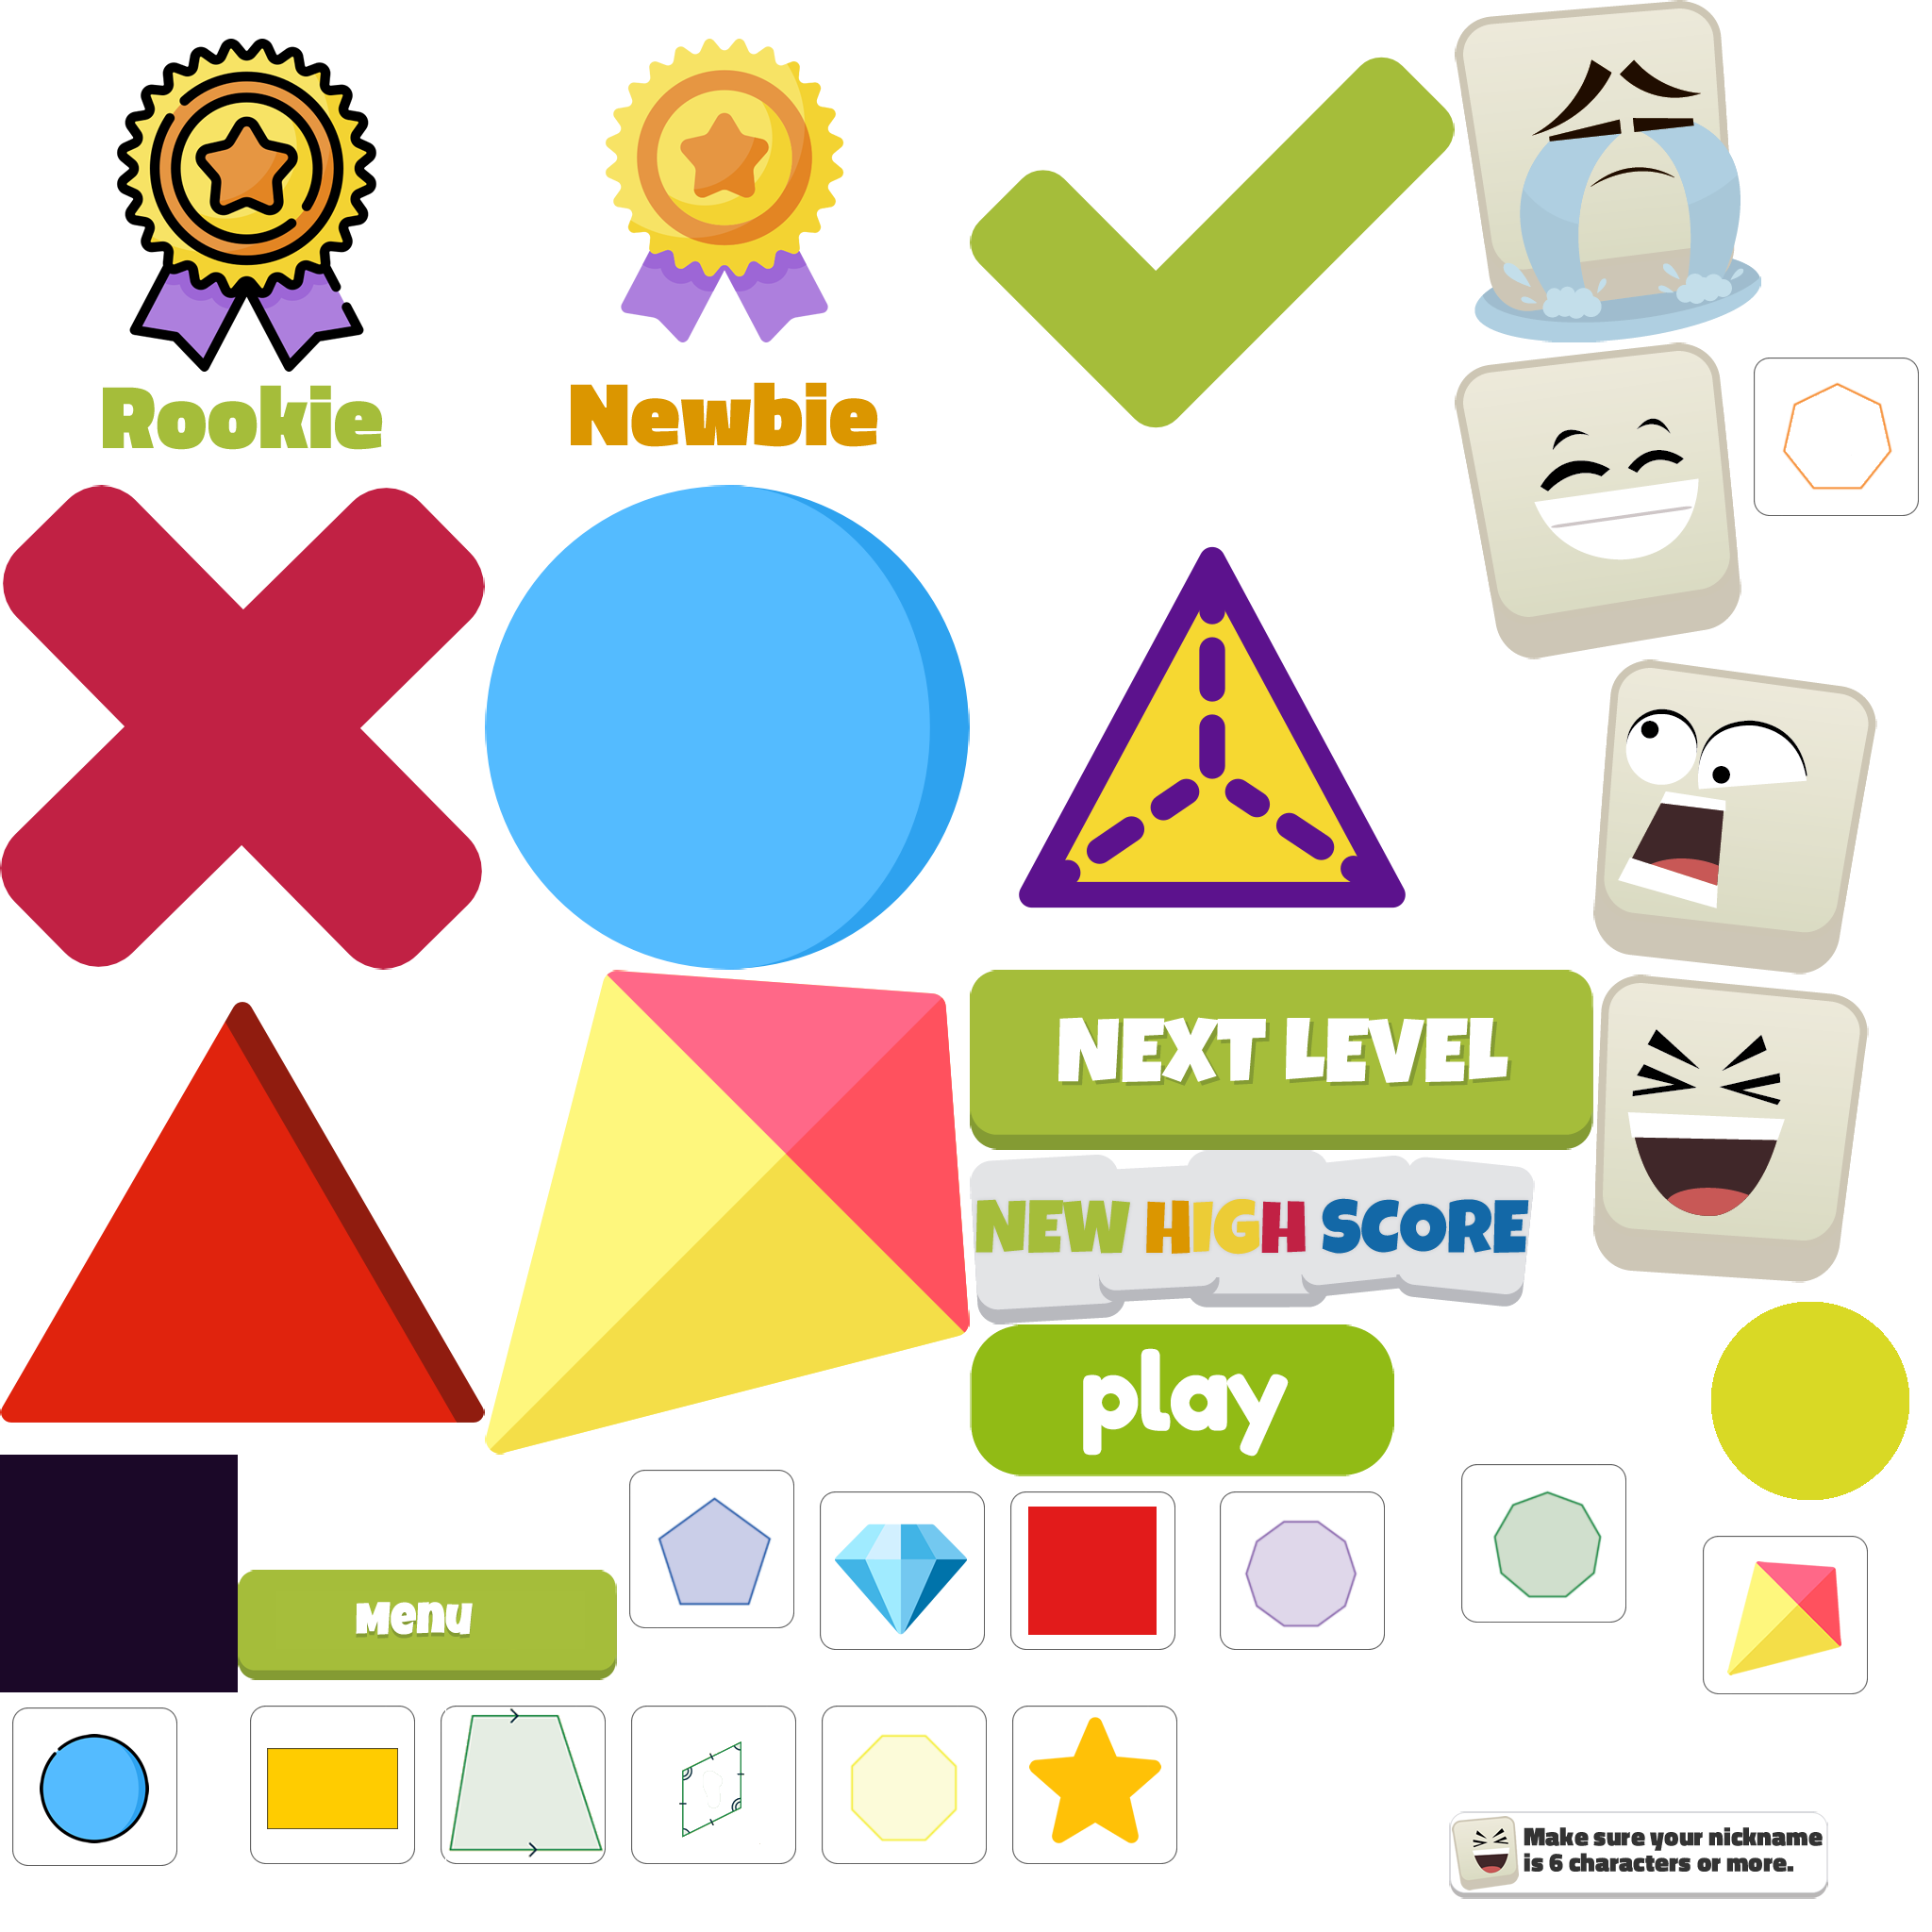 Rookie
Newbie
NEXT LEVEL
NEW HIGH SCORE
play
Menu
Make sure your nickname
is 6 characters or more.